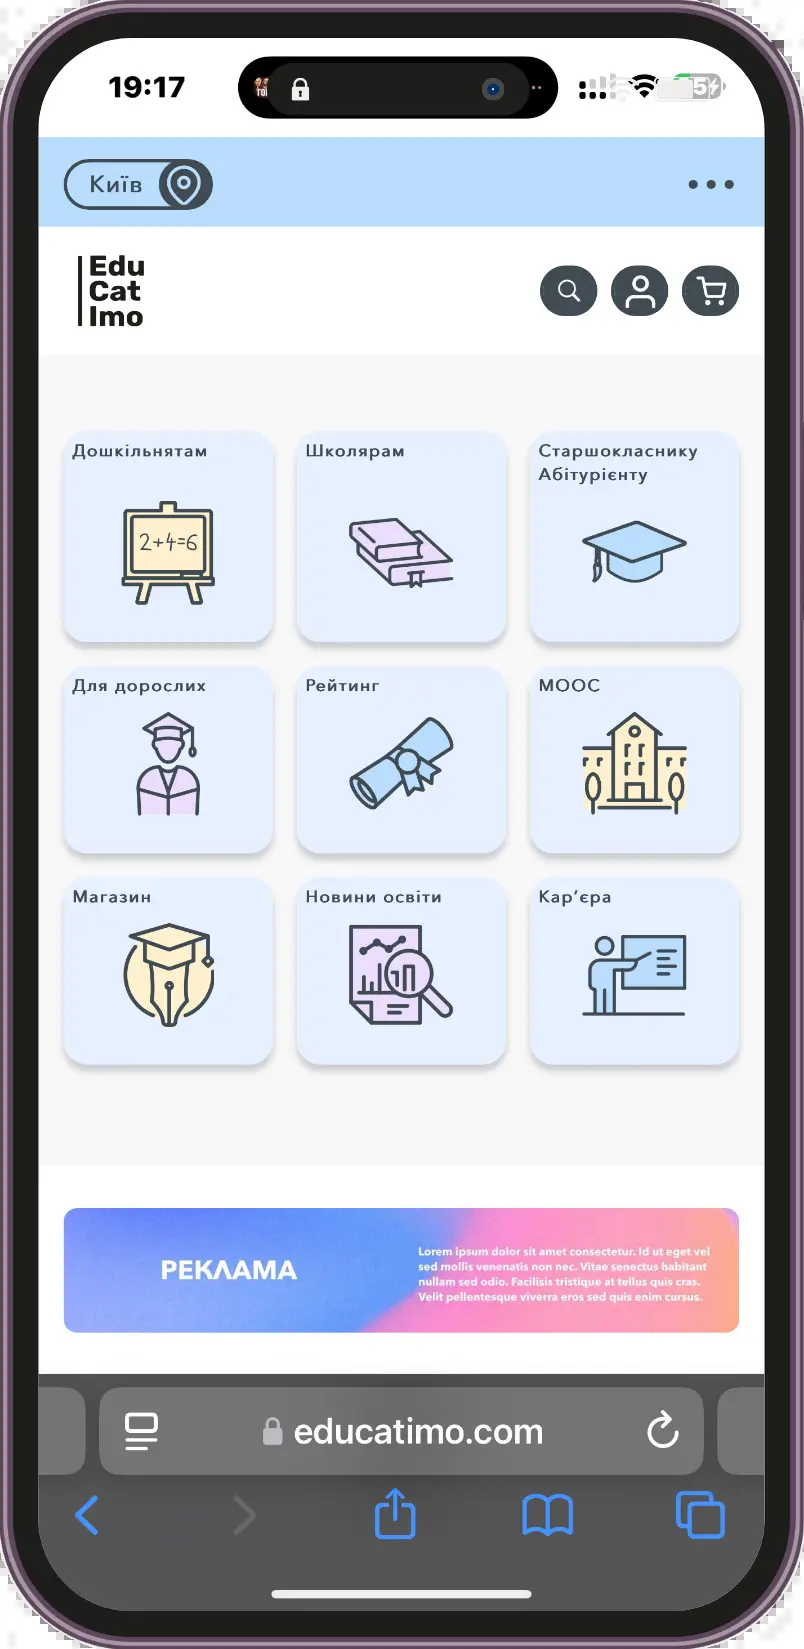 19:17
Київ
Edu
Cat
Imo
Дошкільнятам
Школярам
Старшокласнику
Абітурієнту
2+4=6
Для дорослих
Рейтинг
МООС
Магазин
Новини освіти
Кар’єра
РЕКЛАМА
Lorem ipsum dolor sit amet consectetur. Id ut eget vel
sed mollis venenatis non nec. Vitae senectus habitant
nullam sed odio. Facilisis tristique at tellus quis cras.
Velit pellentesque viverra eros sed quis enim cursus.
educatimo.com